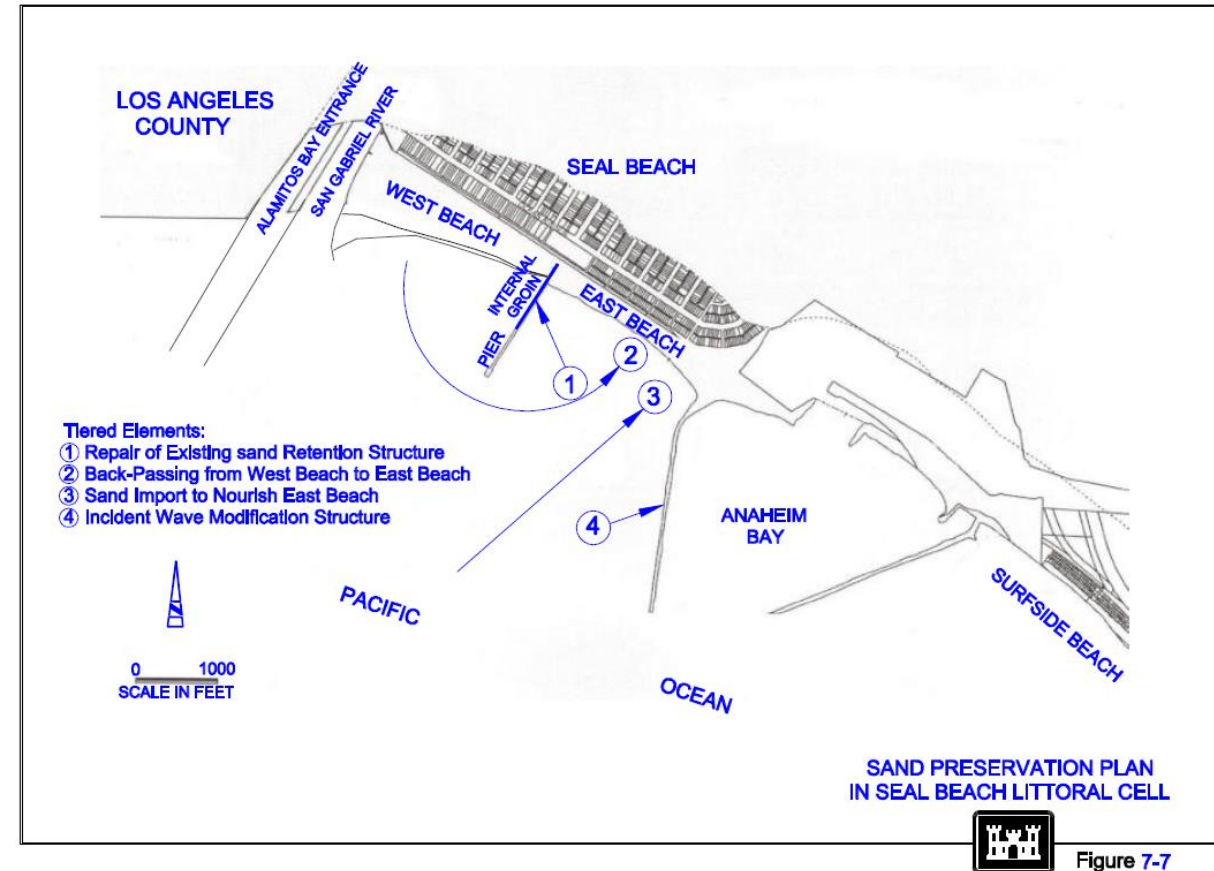 LOS ANGELES
COUNTY
ALAMITOS BAY ENTRANCE
SAN GABRIEL RIVER
SEAL BEACH
WEST BEACH
INTERNAL
GROIN
PIER
EAST BEACH
1
2
3
Tiered Elements:
1 Repair of Existing sand Retention Structure
2 Back-Passing from West Beach to East Beach
3 Sand Import to Nourish East Beach
4 Incident Wave Modification Structure
4
ANAHEIM
BAY
SURFSIDE BEACH
PACIFIC
OCEAN
0 1000
SCALE IN FEET
SAND PRESERVATION PLAN
IN SEAL BEACH LITTORAL CELL
Figure 7-7